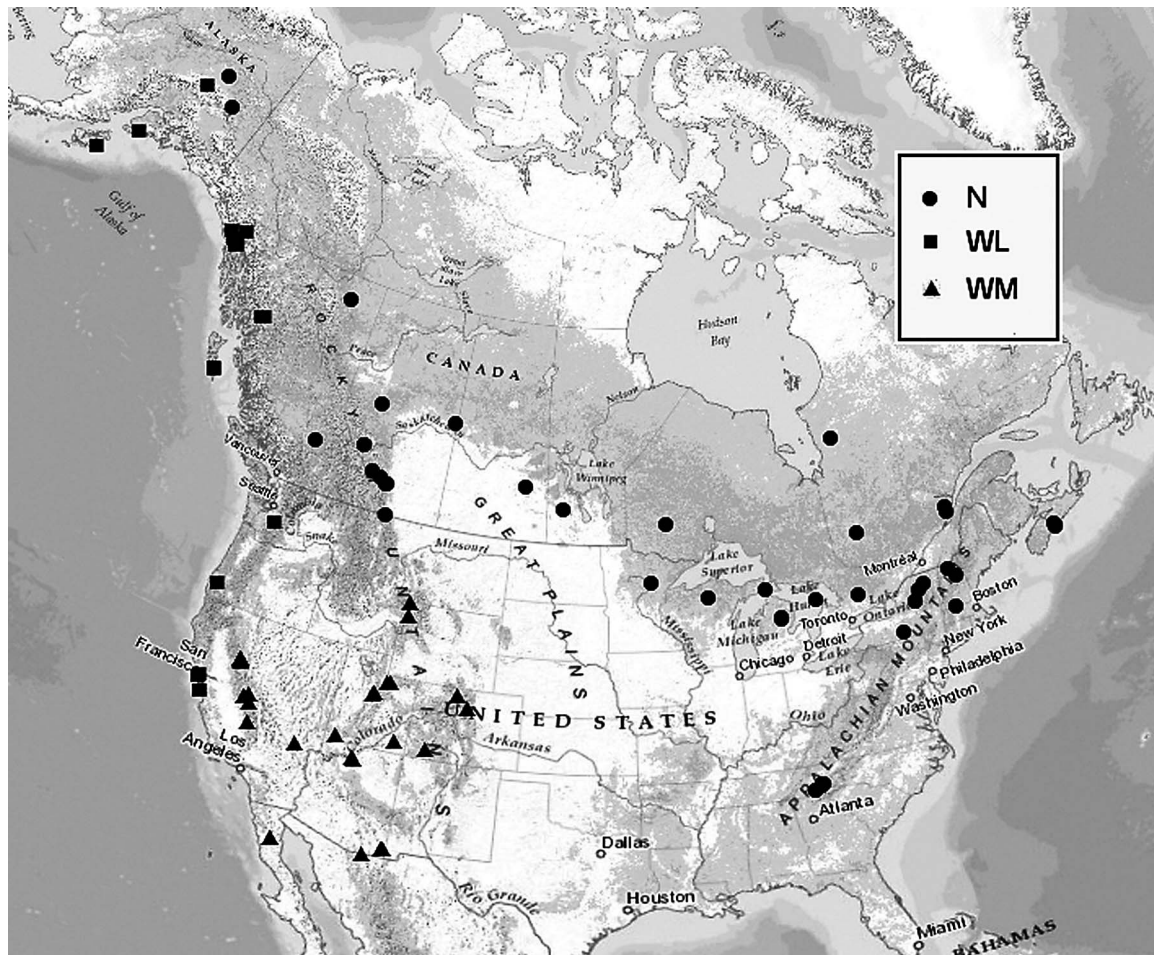 ALASKA
Gulf of
Alaska
N
WL
WM
Great
Slave
Lake
Hudson
Bay
ROCKY
Peace
CANADA
Nelson
Saskatchewan
Vancouver
Lake
Winnipeg
Seattle
Snake
Missouri
GREAT PLAINS
Lake
Superior
Montréal
MOUNTAINS
Lake
Huron
Lake
Ontario
Boston
Toronto
Lake
Michigan
Mississippi
Detroit
New York
San
Francisco
Chicago
Lake
Erie
Philadelphia
Washington
UNITED STATES
Ohio
APPALACHIAN MOUNTAINS
Colorado
Los
Angeles
Arkansas
Atlanta
Dallas
Rio Grande
Houston
Miami
BAHAMAS